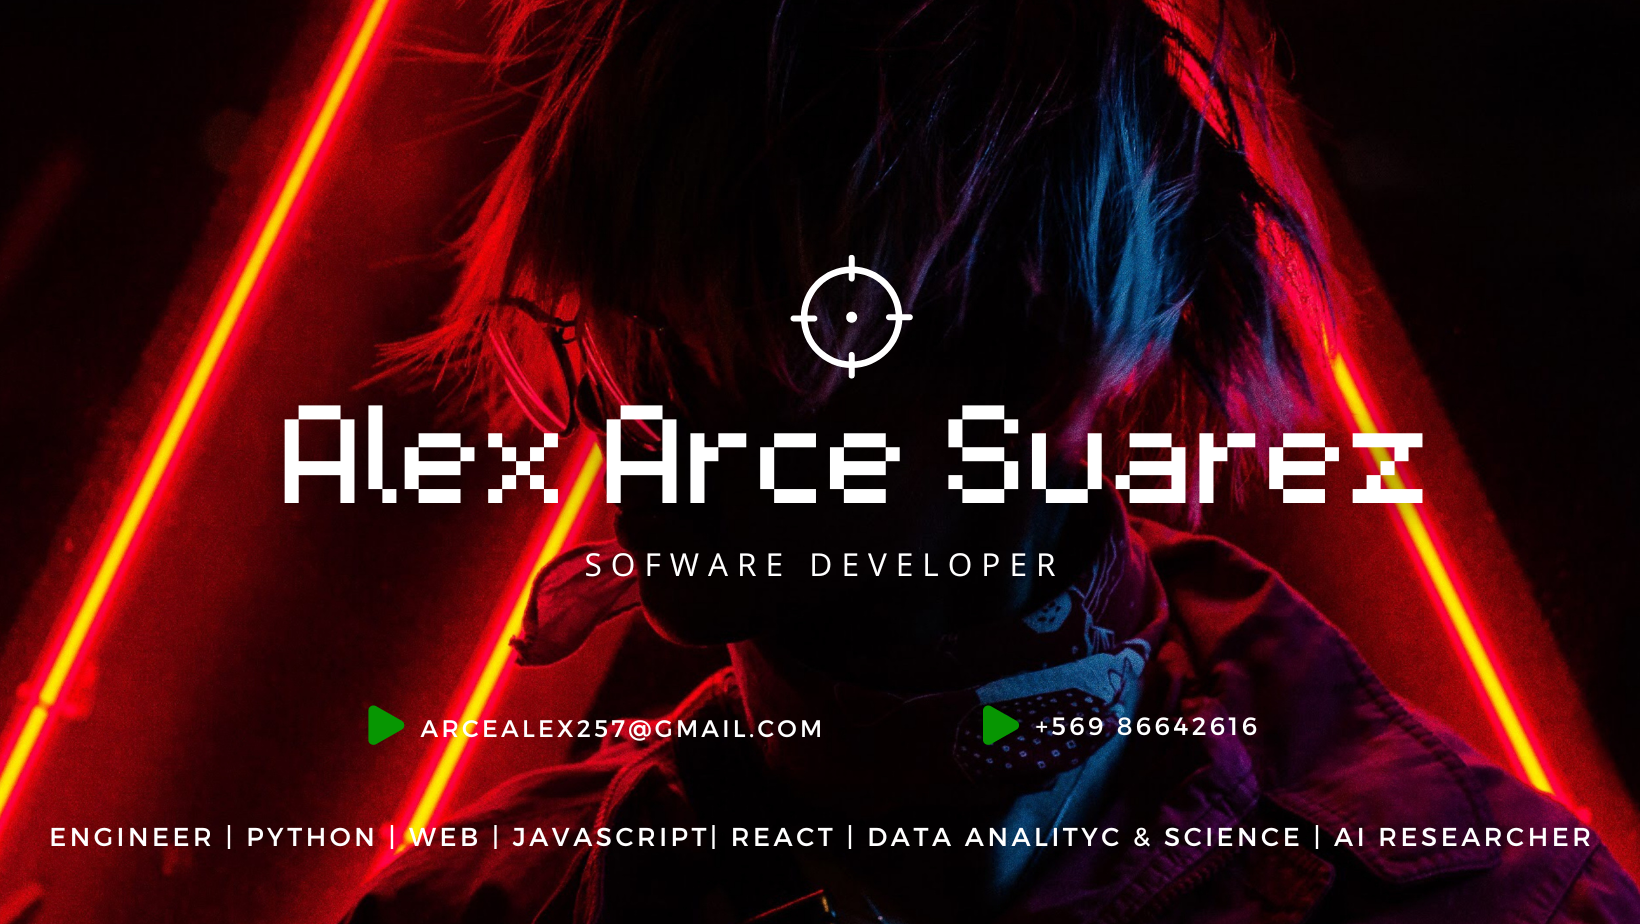 Alex Arce Suarez
SOFWARE DEVELOPER
ARCEALEX257@GMAIL.COM
+569 86642616
ENGINEER | PYTHON | WEB | JAVASCRIPT| REACT | DATA ANALITYC & SCIENCE | AI RESEARCHER